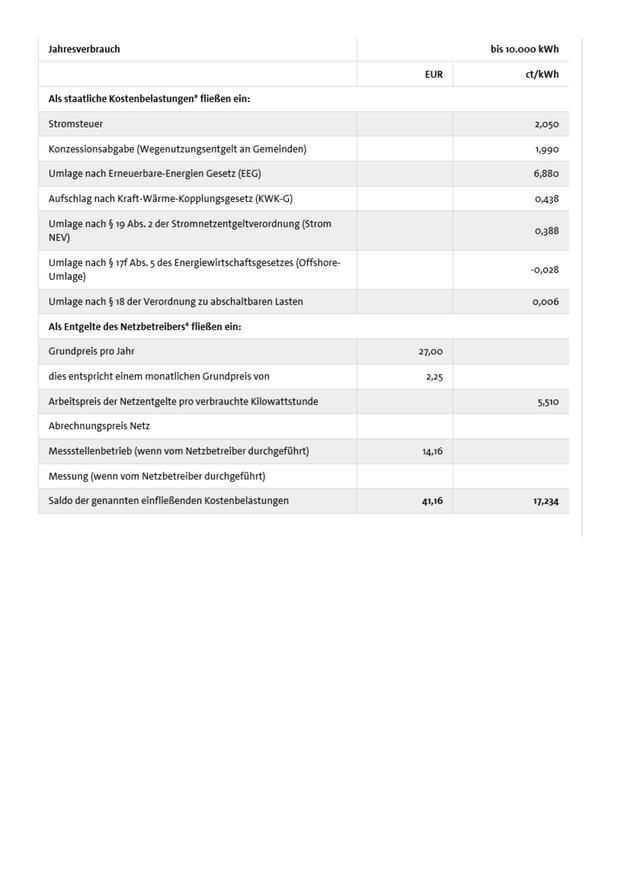 Jahresverbrauch bis 10.000 kWh
EUR ct/kWh
Als staatliche Kostenbelastungen* fließen ein:
Stromsteuer 2,050
Konzessionsabgabe (Wegenutzungsentgelt an Gemeinden) 1,990
Umlage nach Erneuerbare-Energien Gesetz (EEG) 6,880
Aufschlag nach Kraft-Wärme-Kopplungsgesetz (KWK-G) 0,438
Umlage nach § 19 Abs. 2 der Stromnetzentgeltverordnung (Strom
NEV) 0,388
Umlage nach § 17f Abs. 5 des Energiewirtschaftsgesetzes (Offshore-
Umlage) -0,028
Umlage nach § 18 der Verordnung zu abschaltbaren Lasten 0,006
Als Entgelte des Netzbetreibers* fließen ein:
Grundpreis pro Jahr 27,00
dies entspricht einem monatlichen Grundpreis von 2,25
Arbeitspreis der Netzentgelte pro verbrauchte Kilowattstunde 5,510
Abrechnungspreis Netz
Messstellenbetrieb (wenn vom Netzbetreiber durchgeführt) 14,16
Messung (wenn vom Netzbetreiber durchgeführt)
Saldo der genannten einfließenden Kostenbelastungen 41,16 17,234